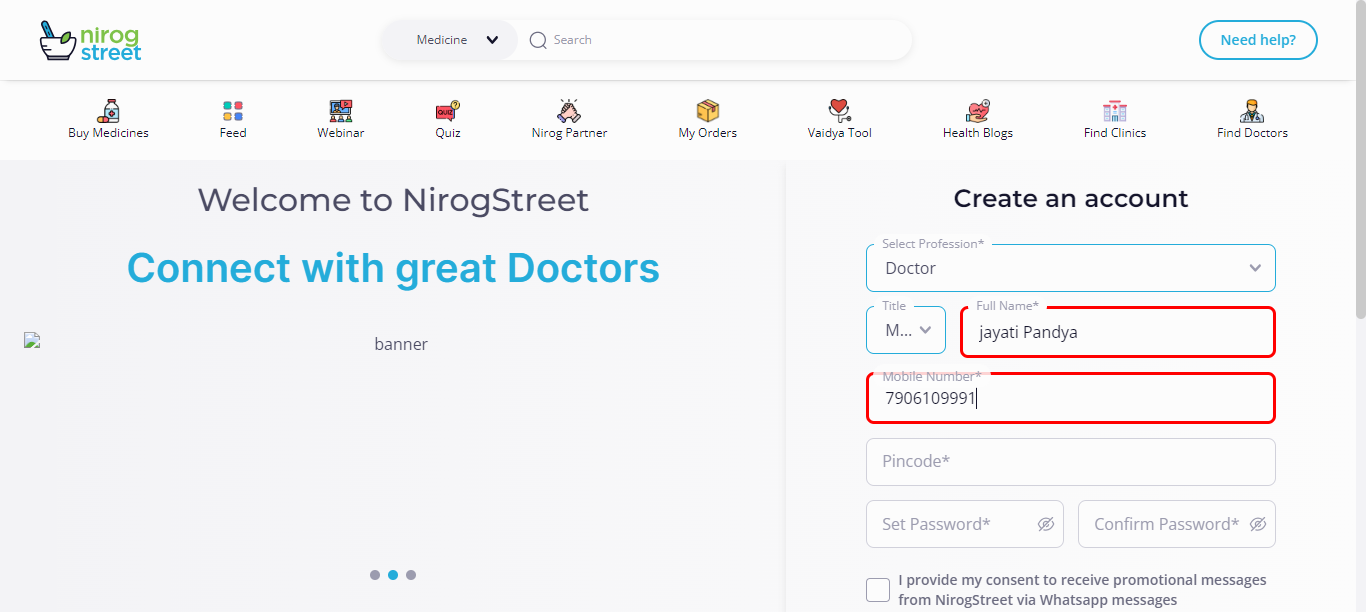 nirog
street
Medicine
Search
Need help?
Buy Medicines
Feed
Webinar
QUIZ
?
Quiz
Nirog Partner
My Orders
Vaidya Tool
Health Blogs
Find Clinics
Find Doctors
Welcome to NirogStreet
Connect with great Doctors
banner
Create an account
Select Profession*
Doctor
Title
M...
Full Name*
jayati Pandya
Mobile Number*
7906109991
Pincode*
Set Password*
Confirm Password*
I provide my consent to receive promotional messages
from NirogStreet via Whatsapp messages